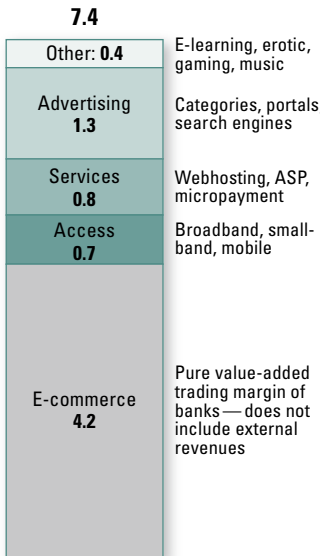 7.4
Other: 0.4
E-learning, erotic,
gaming, music
Advertising
1.3
Categories, portals,
search engines
Services
0.8
Webhosting, ASP,
micropayment
Access
0.7
Broadband, small-
band, mobile
E-commerce
4.2
Pure value-added
trading margin of
banks—does not
include external
revenues